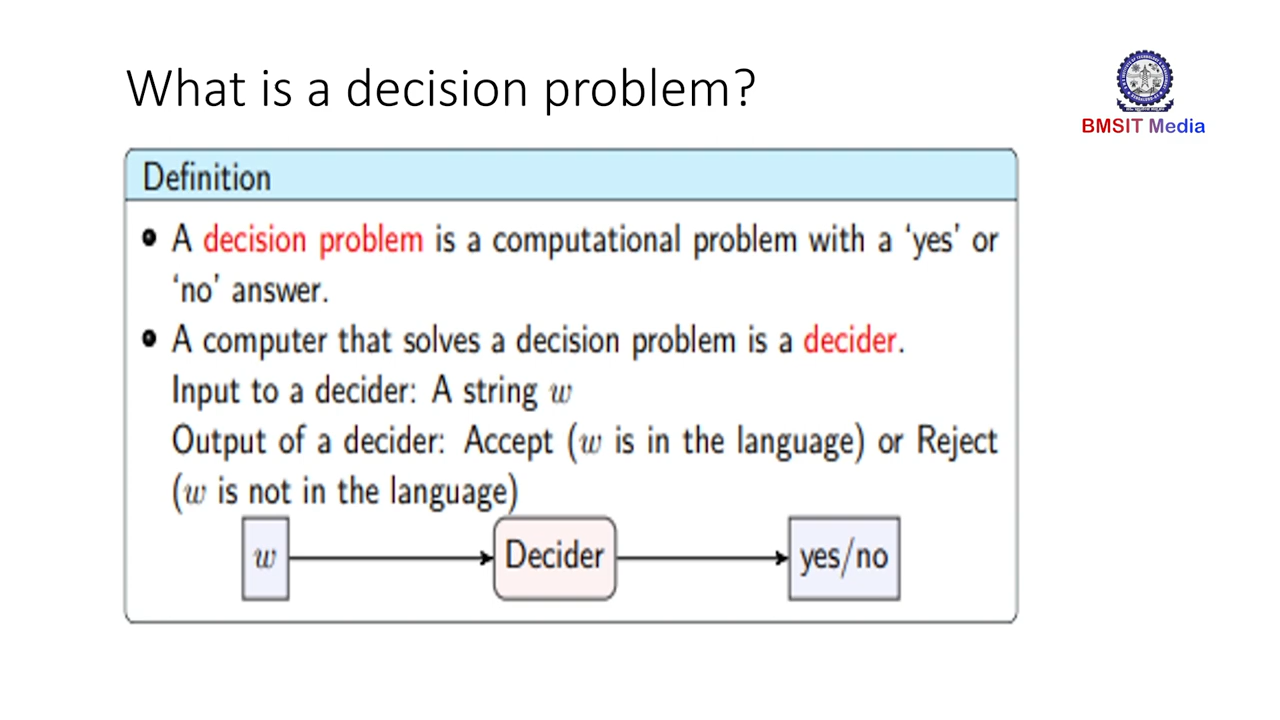 What is a decision problem?
BMSIT Media
Definition
• A decision problem is a computational problem with a ‘yes’ or
‘no’ answer.
• A computer that solves a decision problem is a decider.
Input to a decider: A string w
Output of a decider: Accept (w is in the language) or Reject
(w is not in the language)
w Decider yes/no